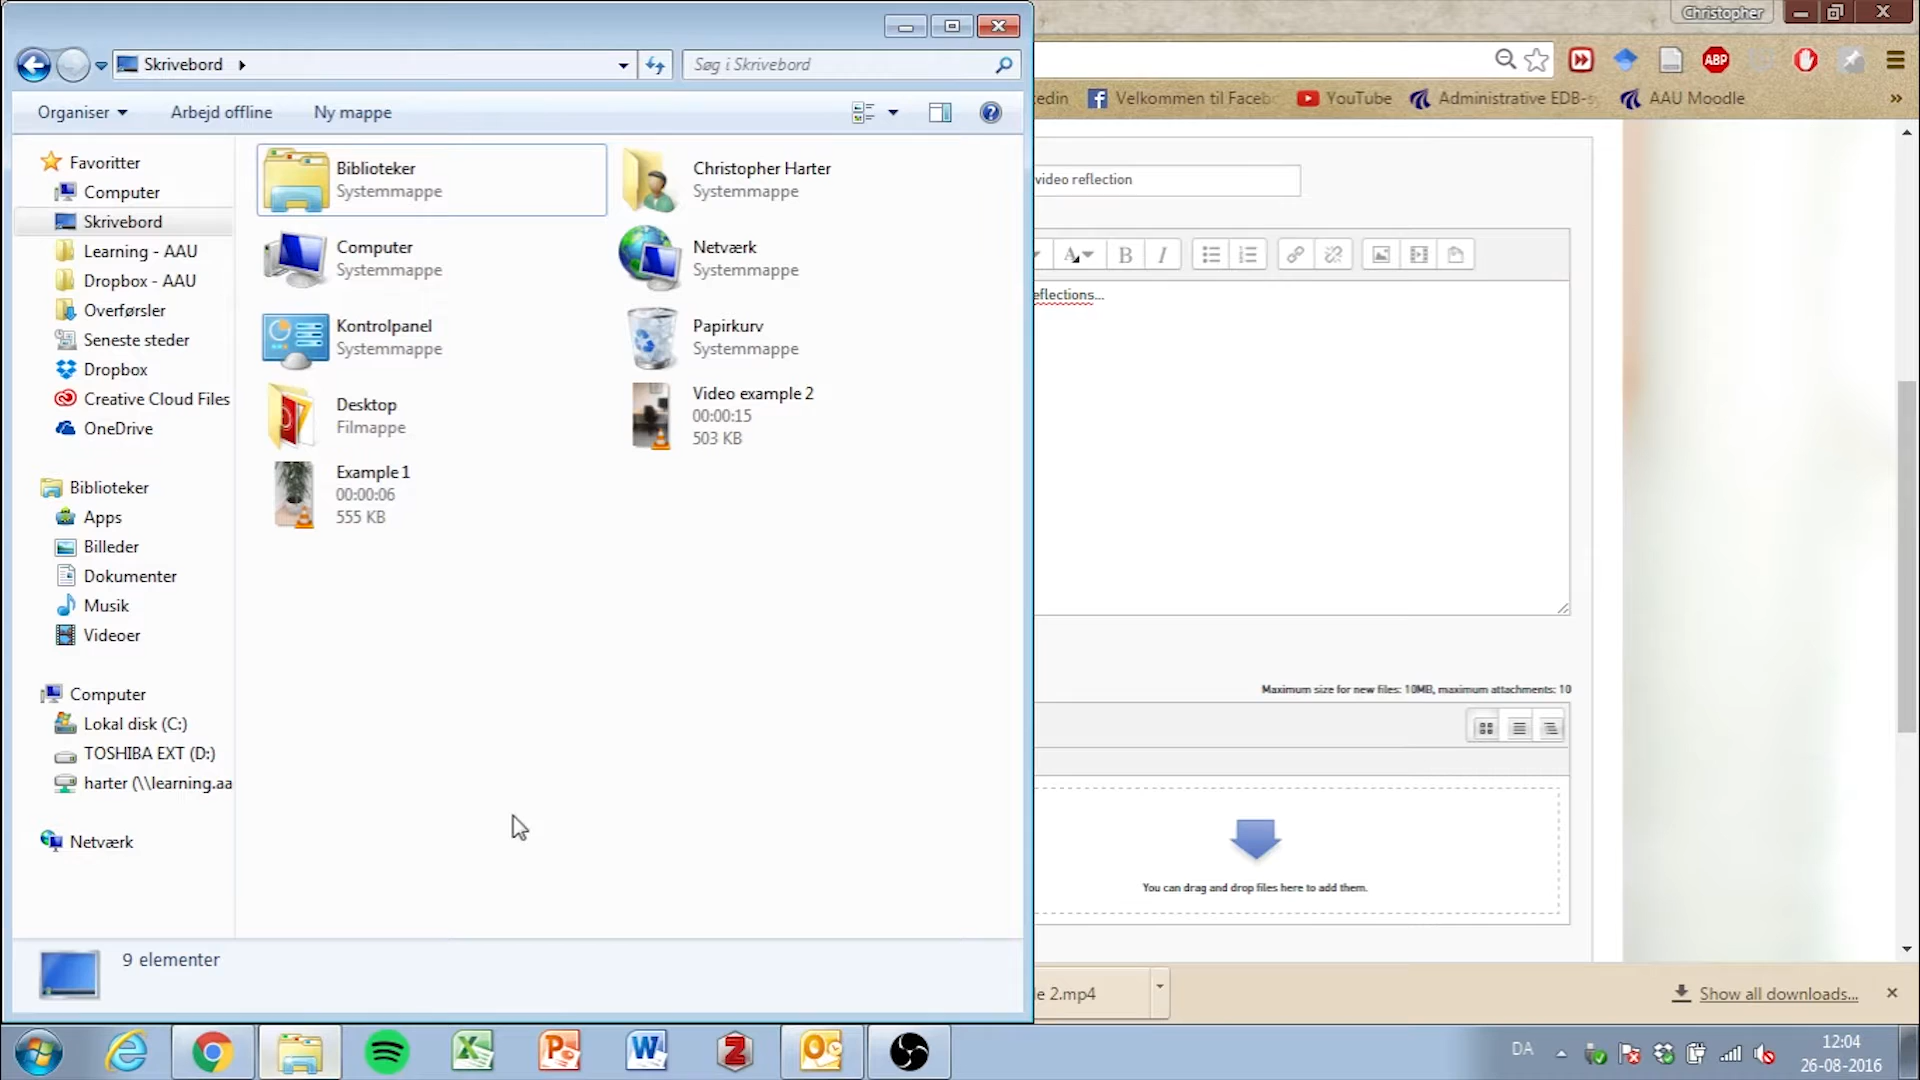 Christopher
Skrivebord
Søg i Skrivebord
edin
Velkommen til Faceb
YouTube
Administrative EDB-s
AAU Moodle
»
Organiser
Arbejd offline
Ny mappe
Favoritter
Computer
Skrivebord
Learning - AAU
Dropbox - AAU
Overførsler
Seneste steder
Dropbox
Creative Cloud Files
OneDrive
Biblioteker
Apps
Billeder
Dokumenter
Musik
Videoer
Computer
Lokal disk (C:)
TOSHIBA EXT (D:)
harter (\\learning.aa
Netværk
Biblioteker
Systemmappe
Christopher Harter
Systemmappe
Computer
Systemmappe
Netværk
Systemmappe
Kontrolpanel
Systemmappe
Papirkurv
Systemmappe
Desktop
Filmappe
Video example 2
00:00:15
503 KB
Example 1
00:00:06
555 KB
9 elementer
video reflection
eflections...
Maximum size for new files: 10MB, maximum attachments: 10
You can drag and drop files here to add them.
le 2.mp4
Show all downloads...
DA
12:04
26-08-2016
ABP